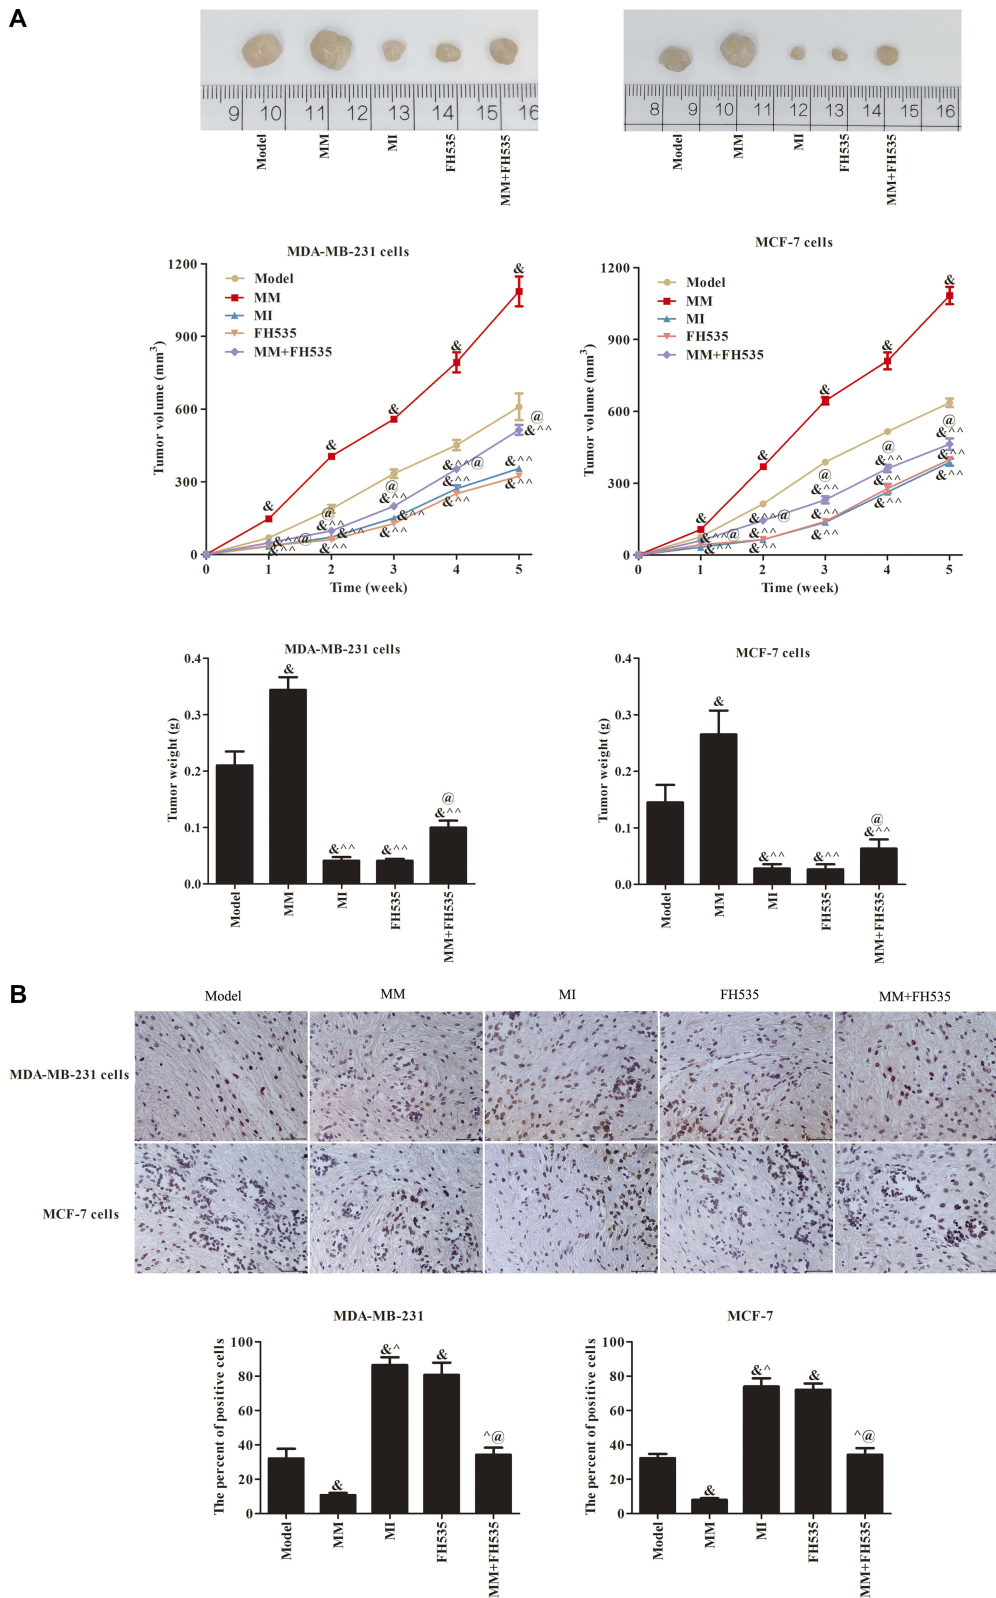 A
9 10 11 12 13 14 15 16
Model
MM
MI
FH535
MM+FH535
8 9 10 11 12 13 14 15 16
Model
MM
MI
FH535
MM+FH535
MDA-MB-231 cells
Tumor volume (mm³)
1200
900
600
300
0
Model
MM
MI
FH535
MM+FH535
&
&
&
&
&
@
&^^
&^^@
&^^
&^^
&^^
&^^
@
&^^
&^^
&^^
@
&^^
&^^
&^^
&^^@
&^^
0 1 2 3 4 5
Time (week)
MCF-7 cells
Tumor volume (mm³)
1200
900
600
300
0
Model
MM
MI
FH535
MM+FH535
&
&
&
&
&
@
&^^
&^^
&^^
@
&^^
&^^
&^^
@
&^^
&^^
&^^
&^^@
&^^
&^^
&^^@
&^^
0 1 2 3 4 5
Time (week)
MDA-MB-231 cells
Tumor weight (g)
0.4
0.3
0.2
0.1
0.0
&
&^^
&^^
@
&^^
Model
MM
MI
FH535
MM+FH535
MCF-7 cells
Tumor weight (g)
0.4
0.3
0.2
0.1
0.0
&
&^^
&^^
@
&^^
Model
MM
MI
FH535
MM+FH535
B
Model MM MI FH535 MM+FH535
MDA-MB-231 cells
MCF-7 cells
MDA-MB-231
The percent of positive cells
100
80
60
40
20
0
&
&^
&
^@
Model
MM
MI
FH535
MM+FH535
MCF-7
The percent of positive cells
100
80
60
40
20
0
&
&^
&
^@
Model
MM
MI
FH535
MM+FH535